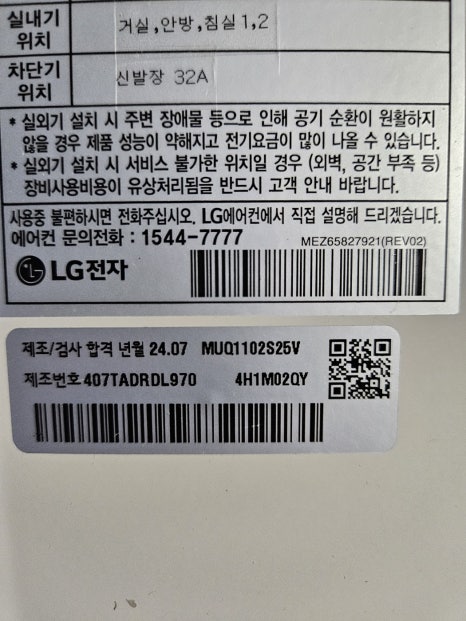 실내기 위치 거실,안방,침실1,2
차단기 위치 신발장 32A
* 실외기 설치 시 주변 장애물 등으로 인해 공기 순환이 원활하지
않을 경우 제품 성능이 약해지고 전기요금이 많이 나올 수 있습니다.
* 실외기 설치 시 서비스 불가한 위치일 경우 (외벽, 공간 부족 등)
장비사용비용이 유상처리됨을 반드시 고객 안내 바랍니다.
사용중 불편하시면 전화주십시오. LG에어컨에서 직접 설명해 드리겠습니다.
에어컨 문의전화 : 1544-7777 MEZ65827921(REV02)
LG전자
제조/검사 합격 년월 24.07 MUQ1102S25V
제조번호 407TADRDL970 4H1M02QY